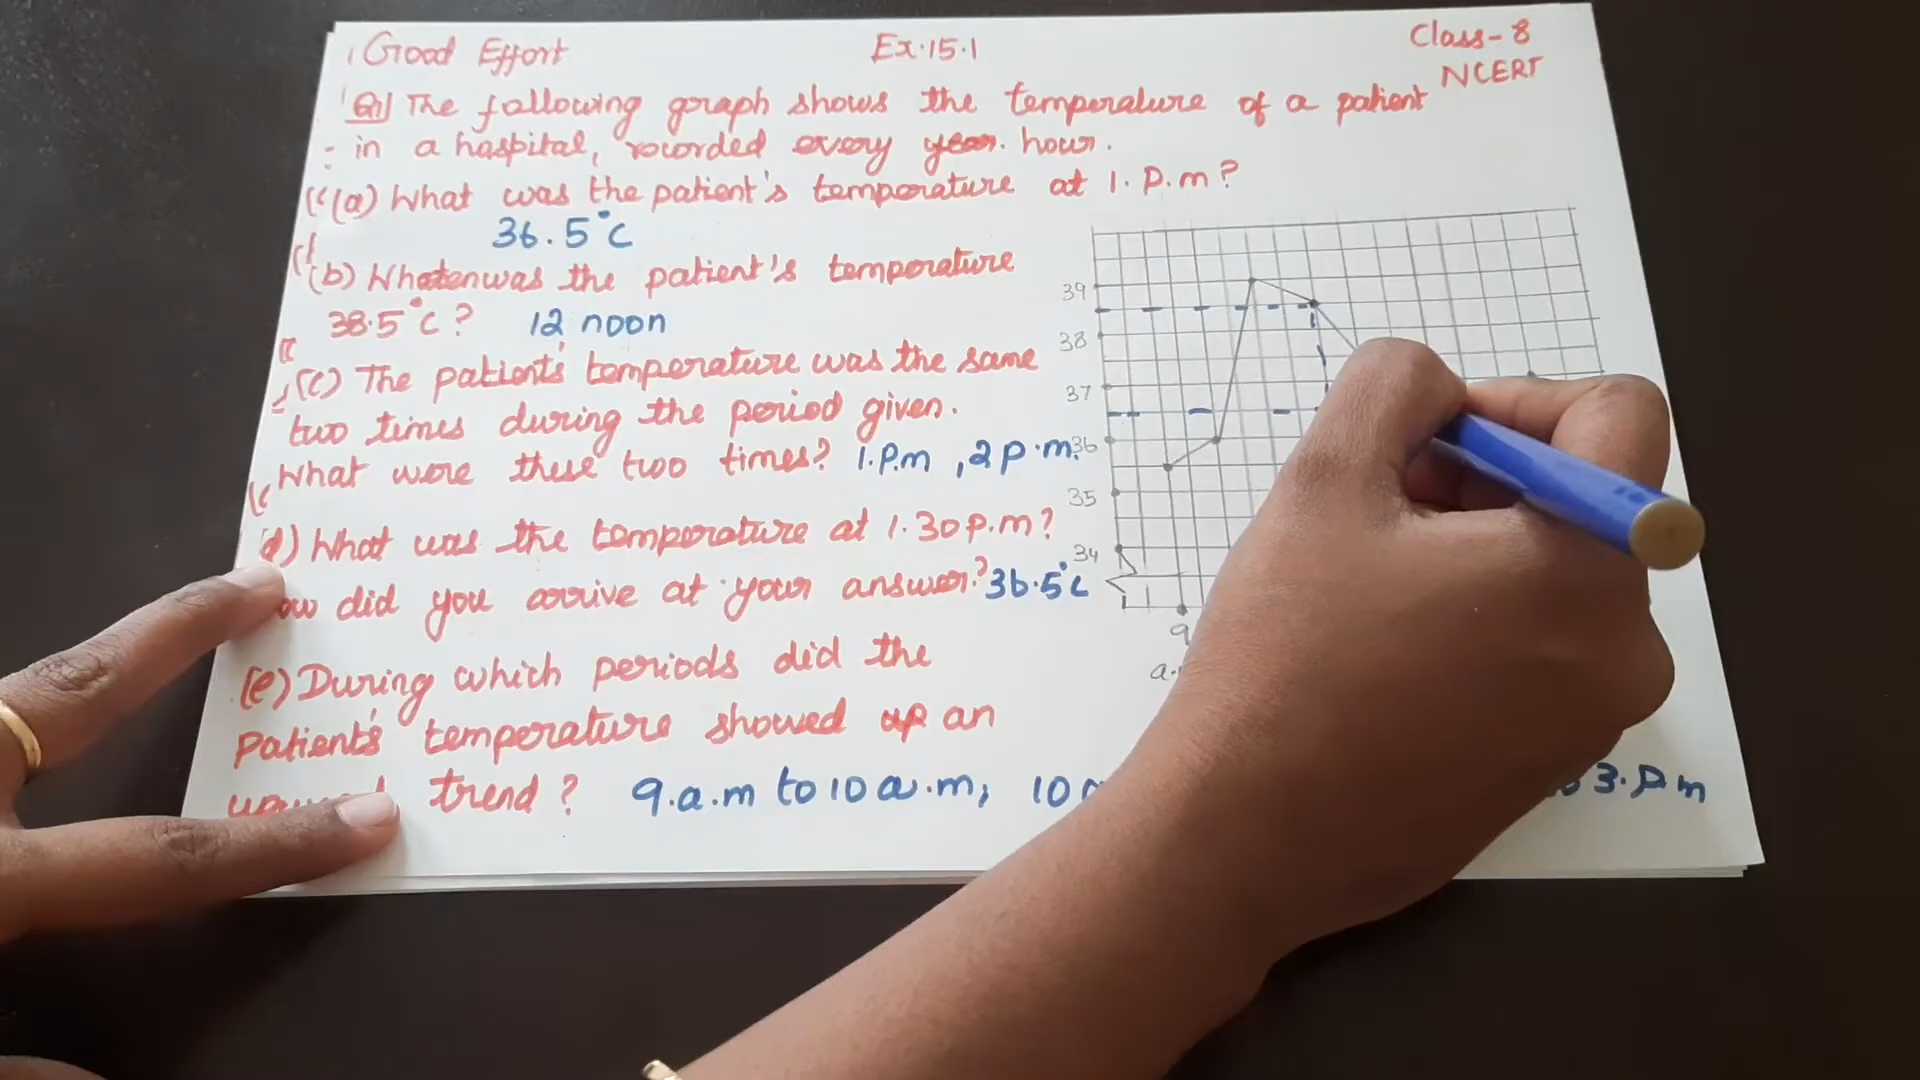 Good Effort Ex.15.1 Class-8
NCERT
Q1) The following graph shows the temperature of a patient
in a hospital, recorded every year. hour.
(a) What was the patient's temperature at 1.P.m?
36.5°c
(b) When was the patient's temperature
38.5°c? 12 noon
(c) The patient's temperature was the same
two times during the period given.
What were these two times? 1.P.m, 2p.m.
(d) What was the temperature at 1.30p.m?
did you arrive at your answer? 36.5°c
(e) During which periods did the
patient's temperature showed up an
trend? 9.a.m to 10 a.m, 10 3.pm
39
38
37
36
35
34
9